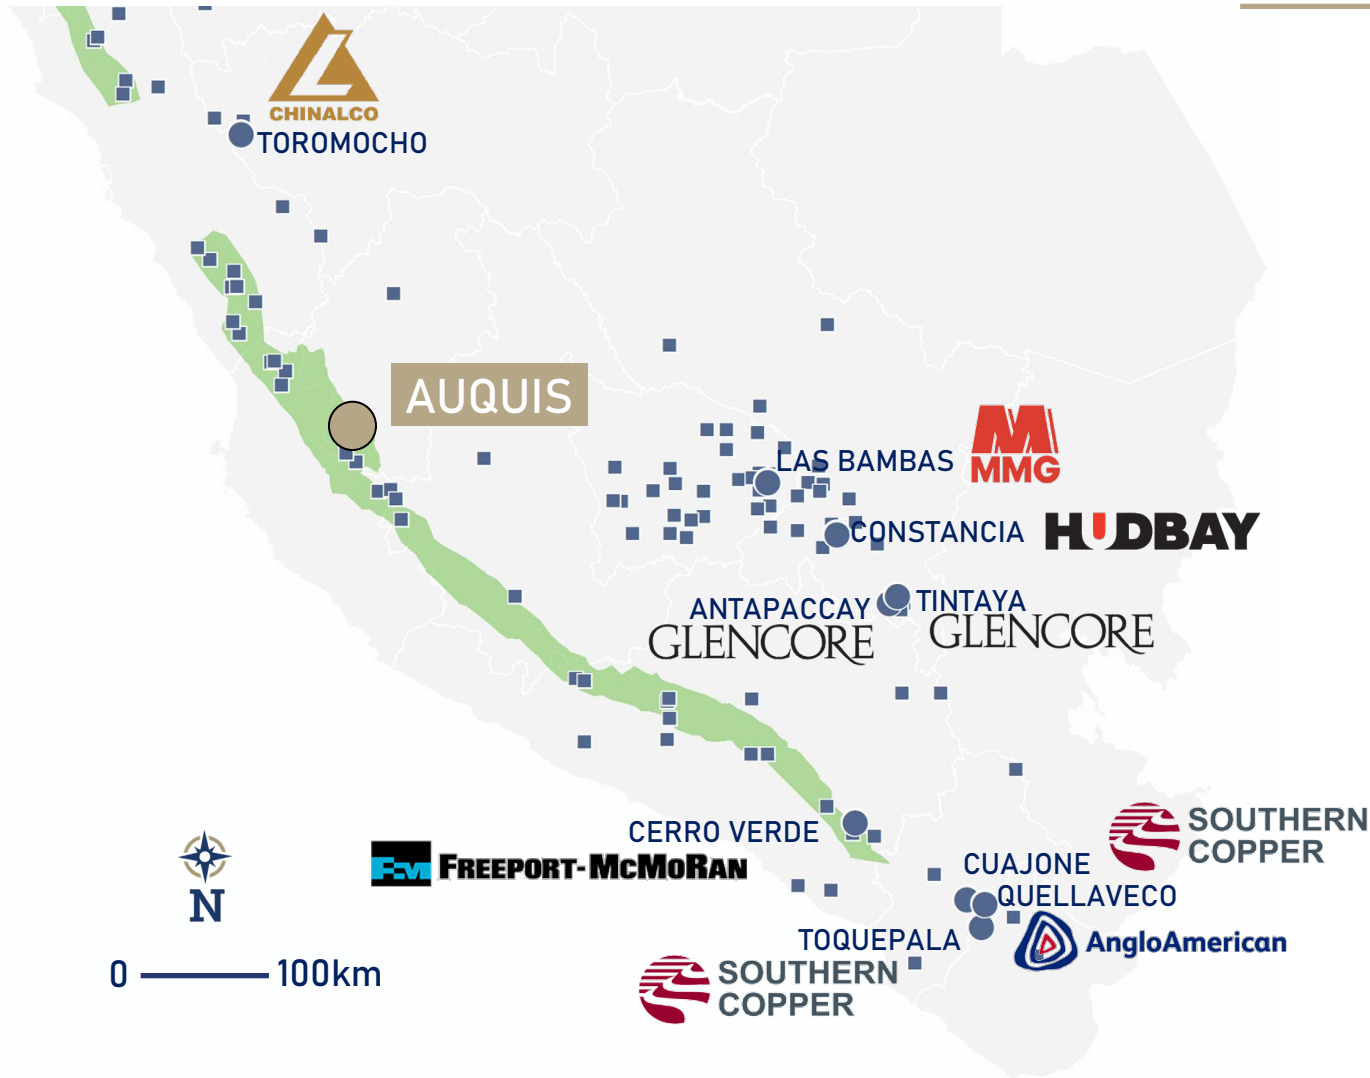 CHINALCO
TOROMOCHO
AUQUIS
LAS BAMBAS
MMG
CONSTANCIA
HUDBAY
ANTAPACCAY
TINTAYA
GLENCORE
GLENCORE
CERRO VERDE
FM FREEPORT-MCMORAN
SOUTHERN
COPPER
CUAJONE
QUELLAVECO
TOQUEPALA
AngloAmerican
SOUTHERN
COPPER
N
0
100km